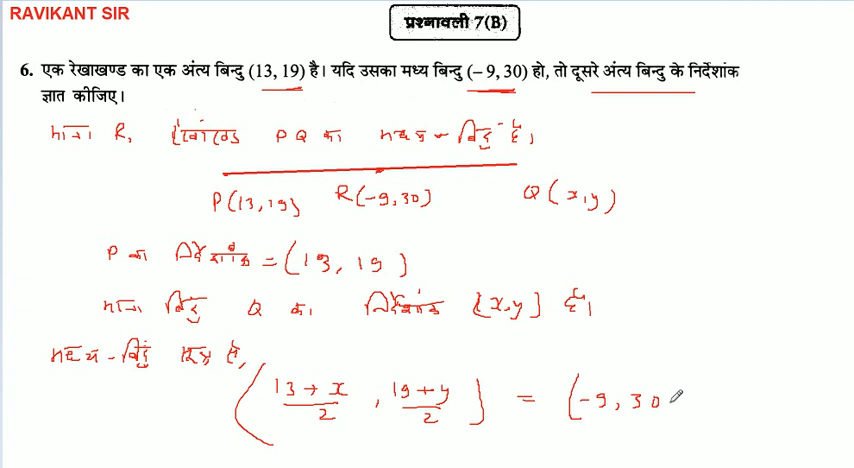 RAVIKANT SIR
प्रश्नावली 7(B)
6. एक रेखाखण्ड का एक अंत्य बिन्दु (13, 19) है। यदि उसका मध्य बिन्दु (– 9, 30) हो, तो दूसरे अंत्य बिन्दु के निर्देशांक
ज्ञात कीजिए।
माना R, रेखाखंड PQ का मध्य - बिंदु है।
P(13,19) R(-9,30) Q(x,y)
P का निर्देशांक = (13, 19)
माना बिंदु Q का निर्देशांक (x,y) है।
मध्य-बिंदु सूत्र से,
(13+x/2, 19+y/2) = (-9, 30